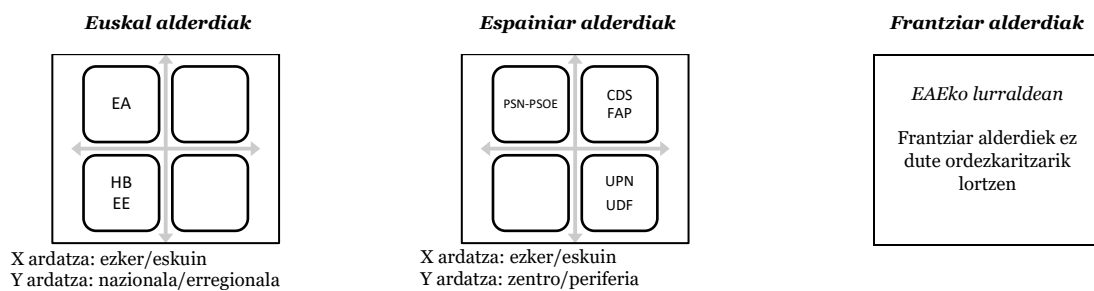 Euskal alderdiak
EA
HB
EE
X ardatza: ezker/eskuin
Y ardatza: nazionala/erregionala
Espainiar alderdiak
PSN-PSOE
CDS
FAP
UPN
UDF
X ardatza: ezker/eskuin
Y ardatza: zentro/periferia
Frantziar alderdiak
EAEko lurraldean
Frantziar alderdiek ez
dute ordezkaritzarik
lortzen